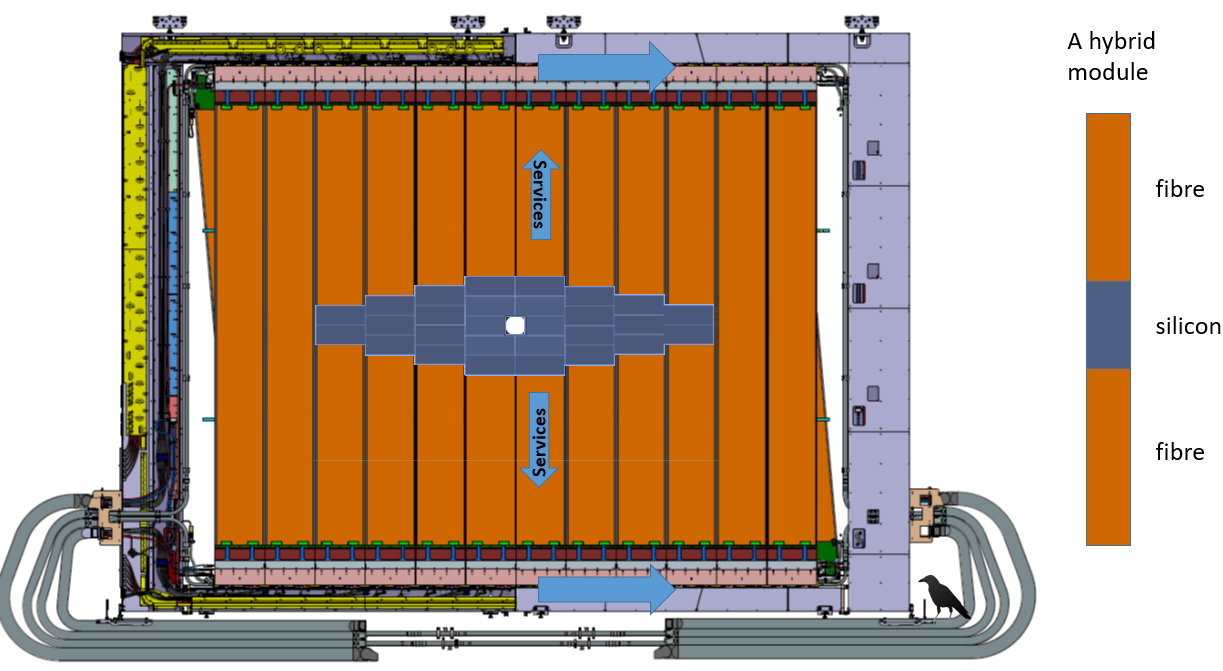 A hybrid
module
Services
fibre
silicon
Services
fibre